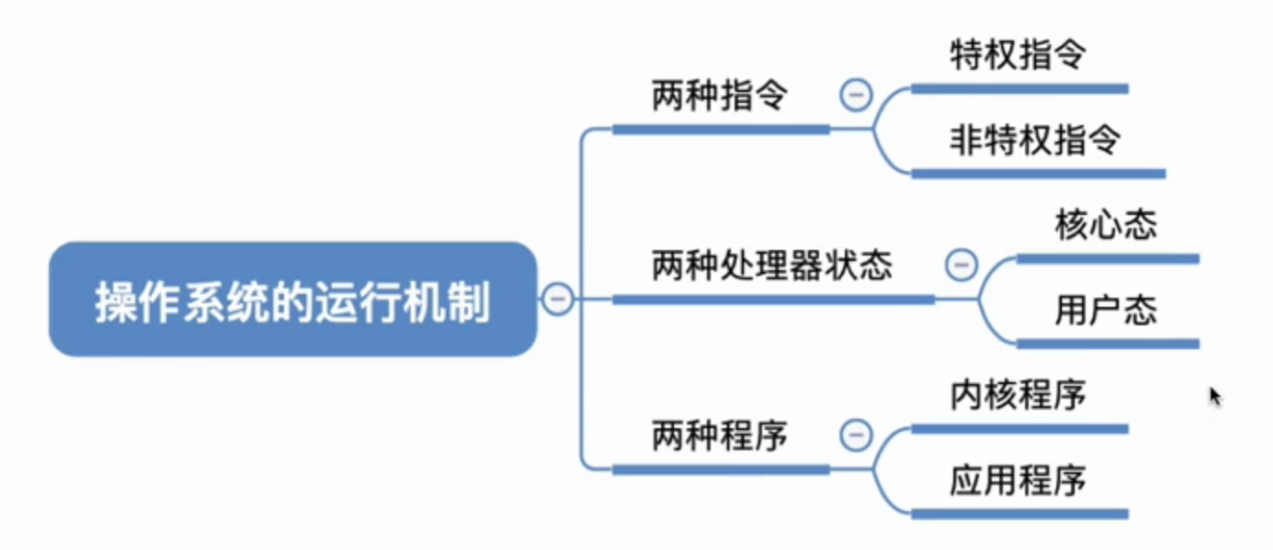 操作系统的运行机制
两种指令
特权指令
非特权指令
两种处理器状态
核心态
用户态
两种程序
内核程序
应用程序